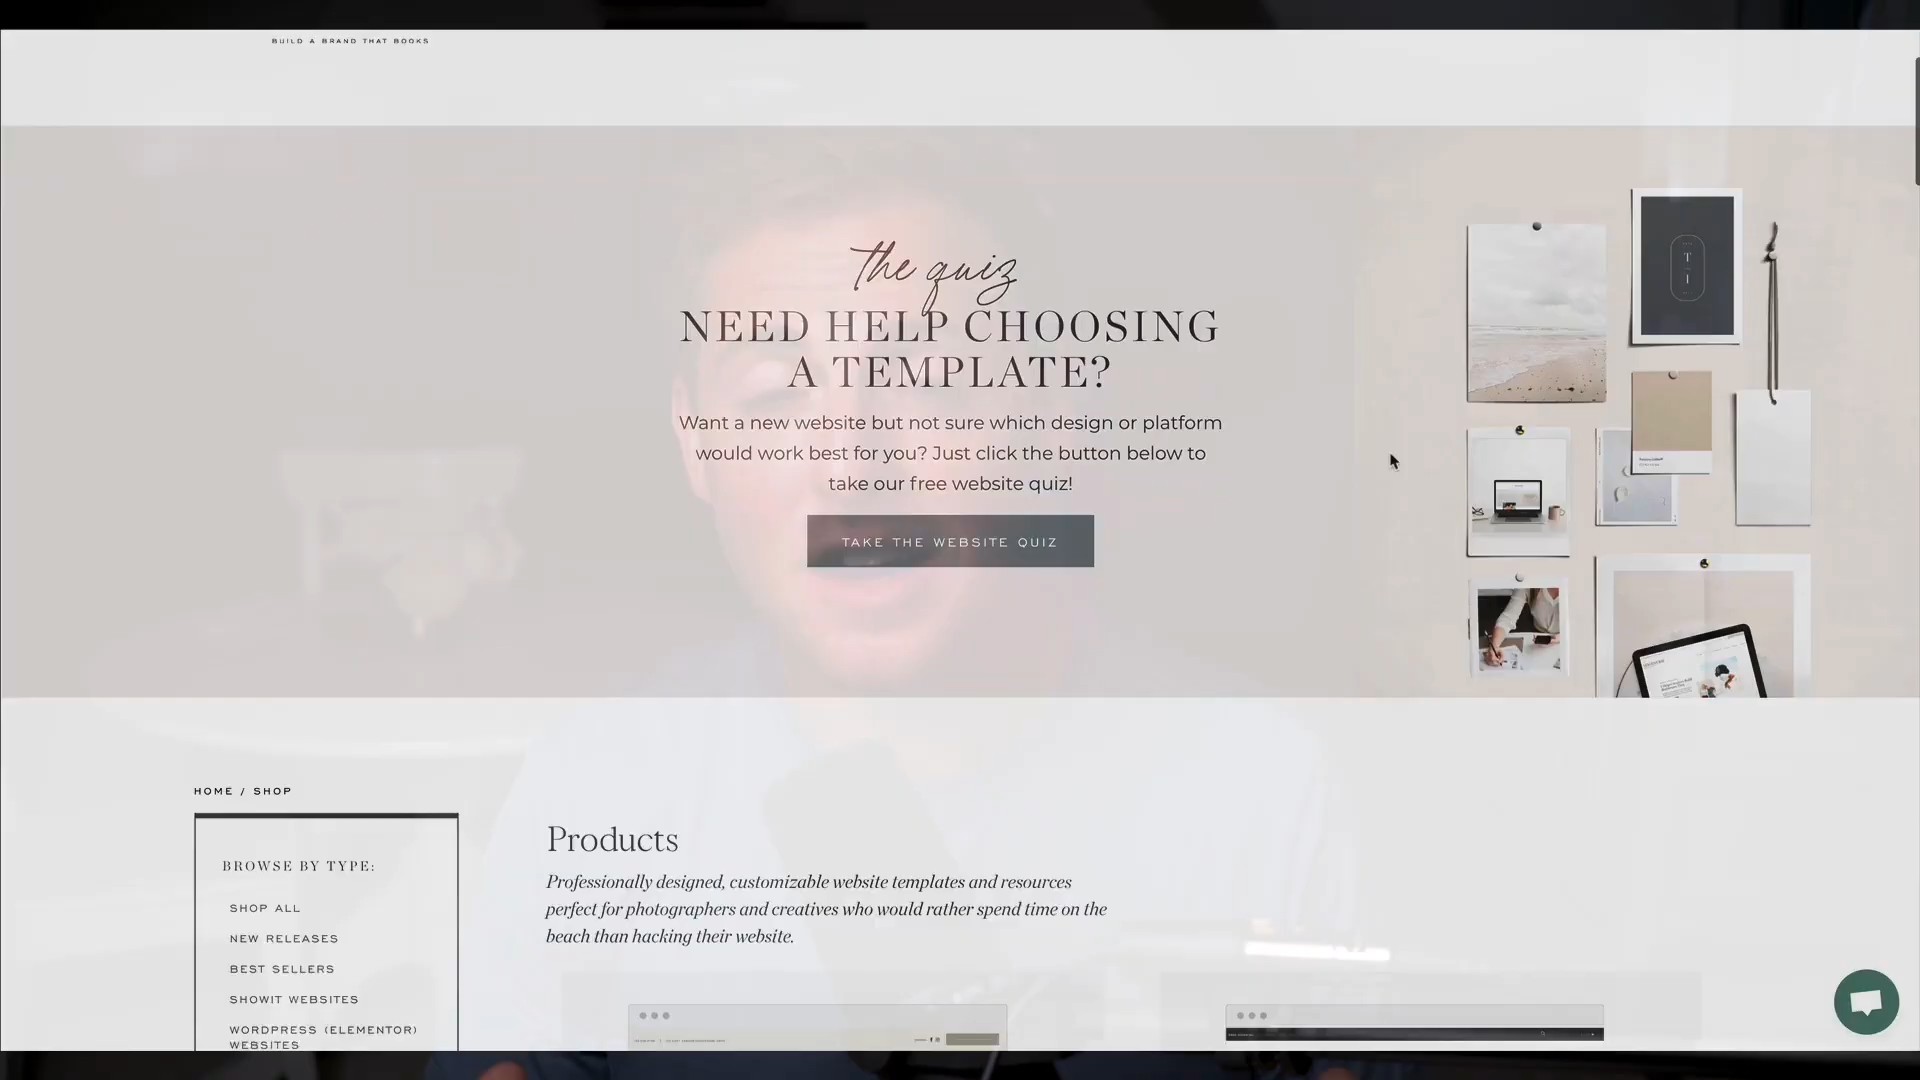 BUILD A BRAND THAT BOOKS
the quiz
NEED HELP CHOOSING
A TEMPLATE?
Want a new website but not sure which design or platform
would work best for you? Just click the button below to
take our free website quiz!
TAKE THE WEBSITE QUIZ
T
I
HOME / SHOP
BROWSE BY TYPE:
SHOP ALL
NEW RELEASES
BEST SELLERS
SHOWIT WEBSITES
WORDPRESS (ELEMENTOR)
WEBSITES
Products
Professionally designed, customizable website templates and resources
perfect for photographers and creatives who would rather spend time on the
beach than hacking their website.